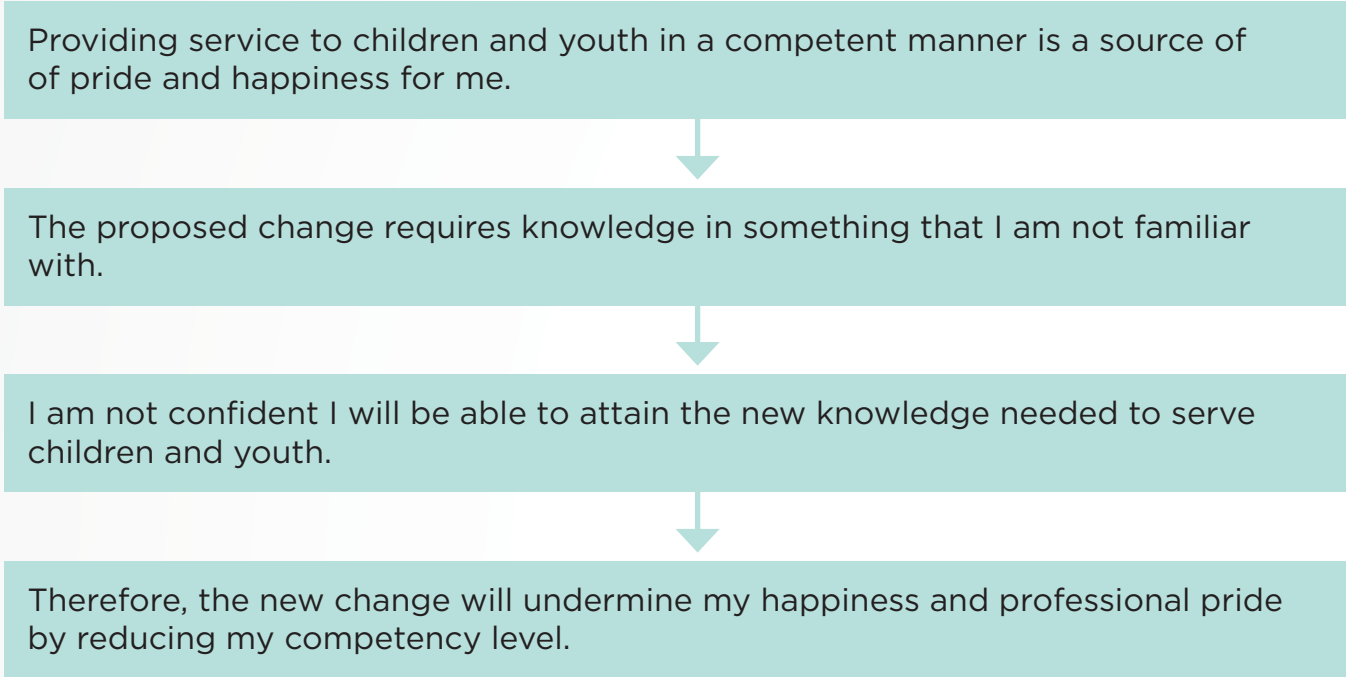 Providing service to children and youth in a competent manner is a source of
of pride and happiness for me.
The proposed change requires knowledge in something that I am not familiar
with.
I am not confident I will be able to attain the new knowledge needed to serve
children and youth.
Therefore, the new change will undermine my happiness and professional pride
by reducing my competency level.